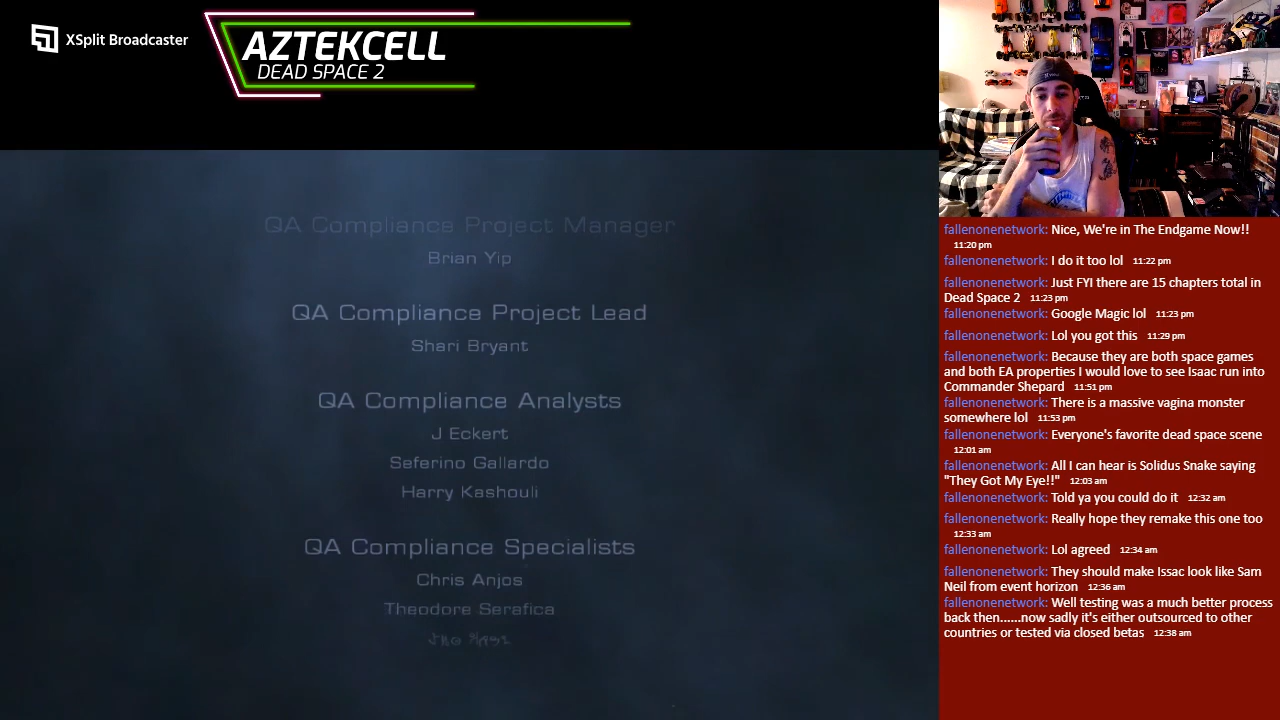 XSplit Broadcaster
AZTEKCELL
DEAD SPACE 2
QA Compliance Project Manager
Brian Yip
QA Compliance Project Lead
Shari Bryant
QA Compliance Analysts
J Eckert
Seferino Gallardo
Harry Kashouli
QA Compliance Specialists
Chris Anjos
Theodore Serafica
fallenonenetwork: Nice, We're in The Endgame Now!!
11:20 pm
fallenonenetwork: I do it too lol 11:22 pm
fallenonenetwork: Just FYI there are 15 chapters total in
Dead Space 2 11:23 pm
fallenonenetwork: Google Magic lol 11:23 pm
fallenonenetwork: Lol you got this 11:29 pm
fallenonenetwork: Because they are both space games
and both EA properties I would love to see Isaac run into
Commander Shepard 11:51 pm
fallenonenetwork: There is a massive vagina monster
somewhere lol 11:53 pm
fallenonenetwork: Everyone's favorite dead space scene
12:01 am
fallenonenetwork: All I can hear is Solidus Snake saying
"They Got My Eye!!" 12:03 am
fallenonenetwork: Told ya you could do it 12:32 am
fallenonenetwork: Really hope they remake this one too
12:33 am
fallenonenetwork: Lol agreed 12:34 am
fallenonenetwork: They should make Issac look like Sam
Neil from event horizon 12:36 am
fallenonenetwork: Well testing was a much better process
back then......now sadly it's either outsourced to other
countries or tested via closed betas 12:38 am